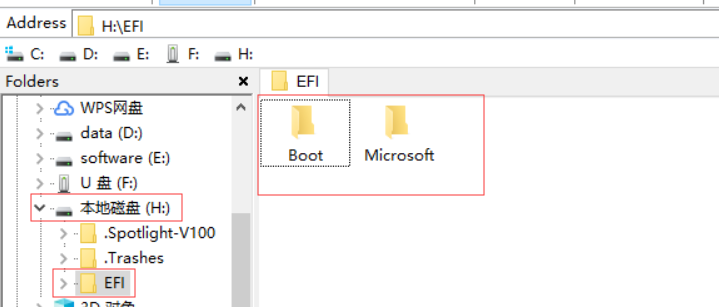 Address H:\EFI
C: D: E: F: H:
Folders × EFI
WPS网盘
data (D:)
software (E:)
U 盘 (F:)
本地磁盘 (H:)
.Spotlight-V100
.Trashes
EFI
Boot Microsoft